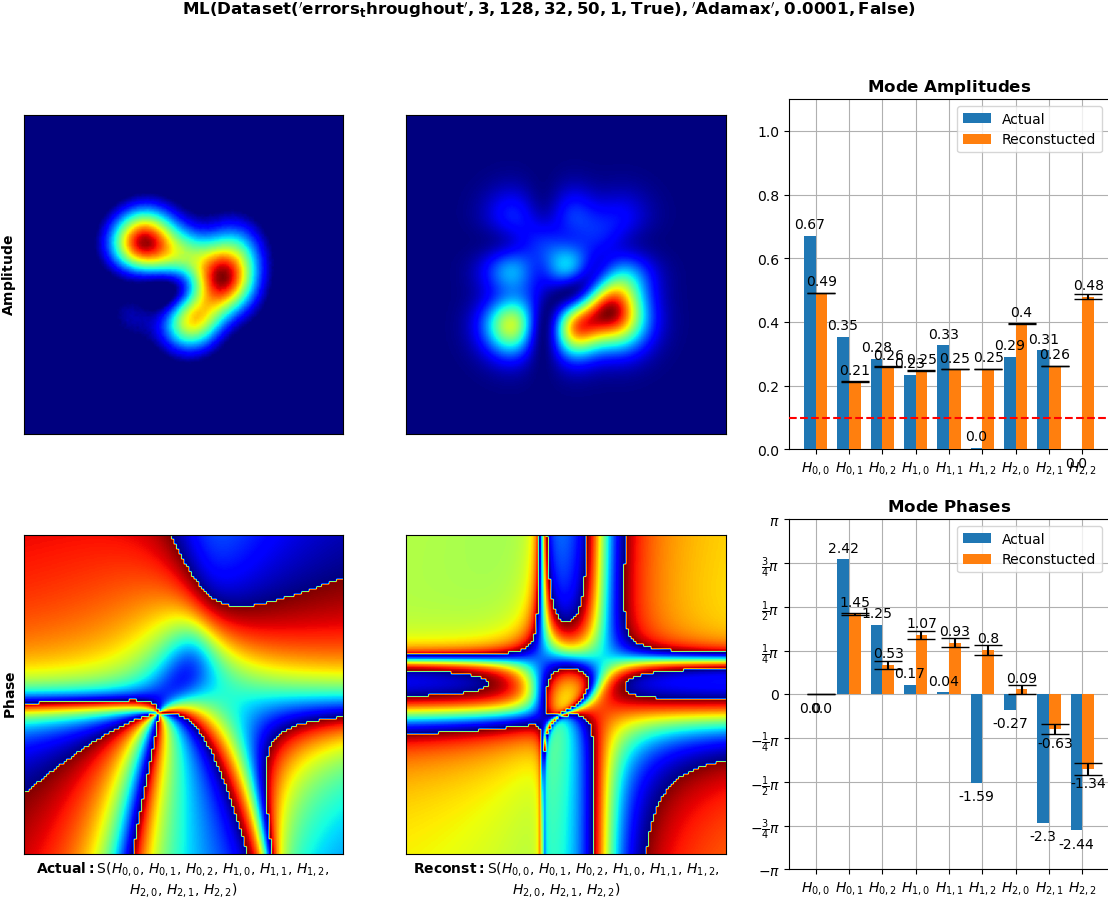 ML(Dataset('errors_throughout', 3, 128, 32, 50, 1, True), 'Adamax', 0.0001, False)
Amplitude
Mode Amplitudes
Actual
Reconstucted
1.0
0.8
0.6
0.4
0.2
0.0
0.67
0.49
0.35
0.21
0.28
0.26
0.23
0.25
0.33
0.25
0.0
0.25
0.29
0.4
0.31
0.26
0.0
0.48
H0,0 H0,1 H0,2 H1,0 H1,1 H1,2 H2,0 H2,1 H2,2
Phase
Actual: S(H0,0, H0,1, H0,2, H1,0, H1,1, H1,2,
H2,0, H2,1, H2,2)
Reconst: S(H0,0, H0,1, H0,2, H1,0, H1,1, H1,2,
H2,0, H2,1, H2,2)
Mode Phases
Actual
Reconstucted
π
3/4π
1/2π
1/4π
0
−1/4π
−1/2π
−3/4π
−π
0.0
0.0
2.42
1.45
1.25
0.53
0.17
1.07
0.04
0.93
-1.59
0.8
-0.27
0.09
-2.3
-0.63
-2.44
-1.34
H0,0 H0,1 H0,2 H1,0 H1,1 H1,2 H2,0 H2,1 H2,2